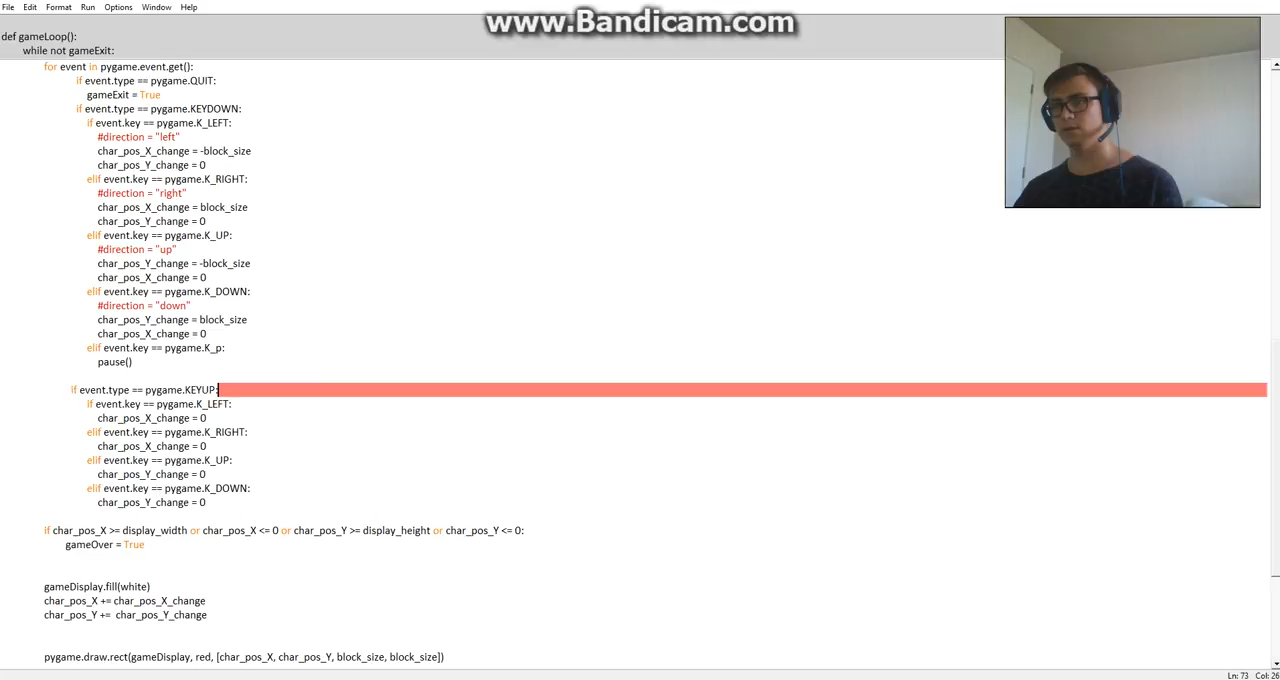 File Edit Format Run Options Window Help
www.Bandicam.com
def gameLoop():
while not gameExit:
for event in pygame.event.get():
if event.type == pygame.QUIT:
gameExit = True
if event.type == pygame.KEYDOWN:
if event.key == pygame.K_LEFT:
#direction = "left"
char_pos_X_change = -block_size
char_pos_Y_change = 0
elif event.key == pygame.K_RIGHT:
#direction = "right"
char_pos_X_change = block_size
char_pos_Y_change = 0
elif event.key == pygame.K_UP:
#direction = "up"
char_pos_Y_change = -block_size
char_pos_X_change = 0
elif event.key == pygame.K_DOWN:
#direction = "down"
char_pos_Y_change = block_size
char_pos_X_change = 0
elif event.key == pygame.K_p:
pause()
if event.type == pygame.KEYUP:
if event.key == pygame.K_LEFT:
char_pos_X_change = 0
elif event.key == pygame.K_RIGHT:
char_pos_X_change = 0
elif event.key == pygame.K_UP:
char_pos_Y_change = 0
elif event.key == pygame.K_DOWN:
char_pos_Y_change = 0
if char_pos_X >= display_width or char_pos_X <= 0 or char_pos_Y >= display_height or char_pos_Y <= 0:
gameOver = True
gameDisplay.fill(white)
char_pos_X += char_pos_X_change
char_pos_Y += char_pos_Y_change
pygame.draw.rect(gameDisplay, red, [char_pos_X, char_pos_Y, block_size, block_size])
Ln: 73 Col: 26